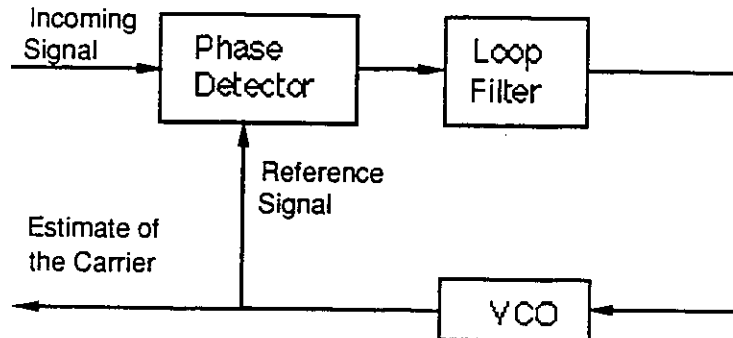 Incoming
Signal
Phase
Detector
Loop
Filter
Reference
Signal
Estimate of
the Carrier
VCO